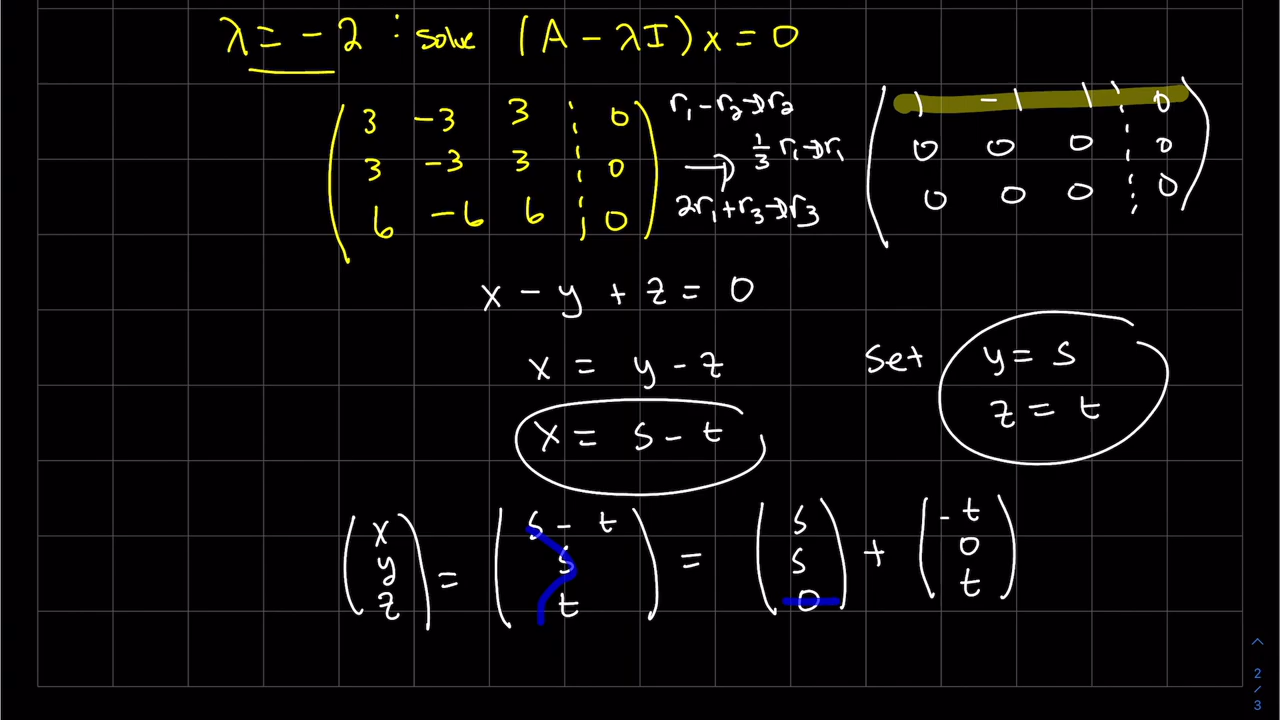 λ = -2 : solve (A - λI)x = 0
3 -3 3 ¦ 0 r₁ - r₂ → r₂ 1 -1 1 ¦ 0
3 -3 3 ¦ 0 → ⅓ r₁ → r₁ 0 0 0 ¦ 0
6 -6 6 ¦ 0 2r₁ + r₃ → r₃ 0 0 0 ¦ 0
x - y + z = 0
x = y - z Set y = s
x = s - t z = t
x s - t s -t
y = s = s + 0
z t 0 t
2
/
3